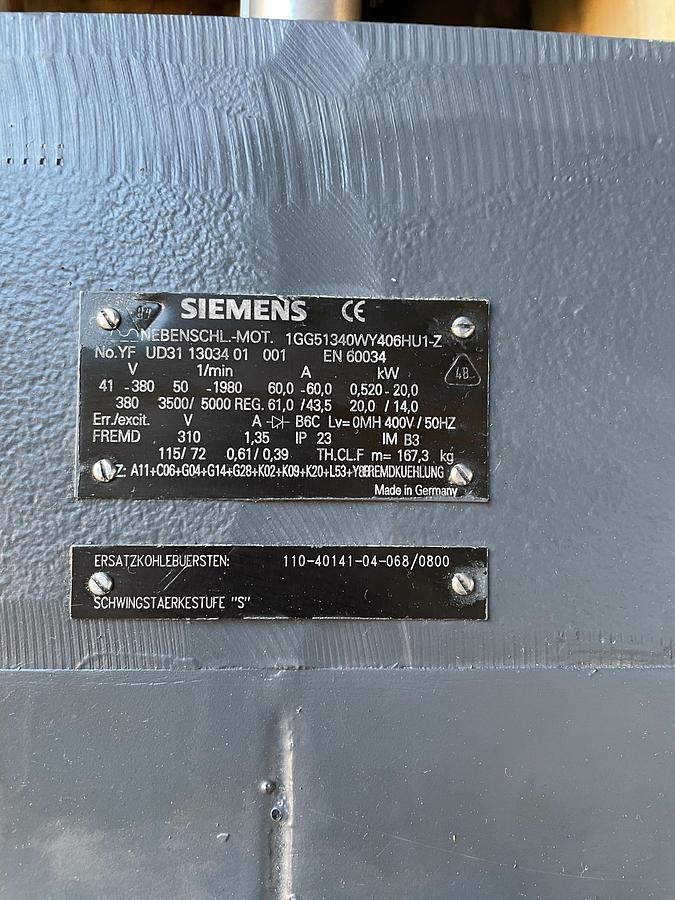 SIEMENS CE
NEBENSCHL.-MOT. 1GG51340WY406HU1-Z
No.YF UD31 13034 01 001 EN 60034
V 1/min A kW
41 -380 50 -1980 60,0 -60,0 0,520- 20,0
380 3500/ 5000 REG. 61,0 /43,5 20,0 / 14,0
48
Err./excit. V A B6C Lv= 0MH 400V / 50HZ
FREMD 310 1,35 IP 23 IM B3
115/ 72 0,61/ 0,39 TH.CL.F m= 167,3 kg
Z: A11+C06+G04+G14+G28+K02+K09+K20+L53+Y80 FREMDKUEHLUNG
Made in Germany
ERSATZKOHLEBUERSTEN: 110-40141-04-068/0800
SCHWINGSTAERKESTUFE "S"